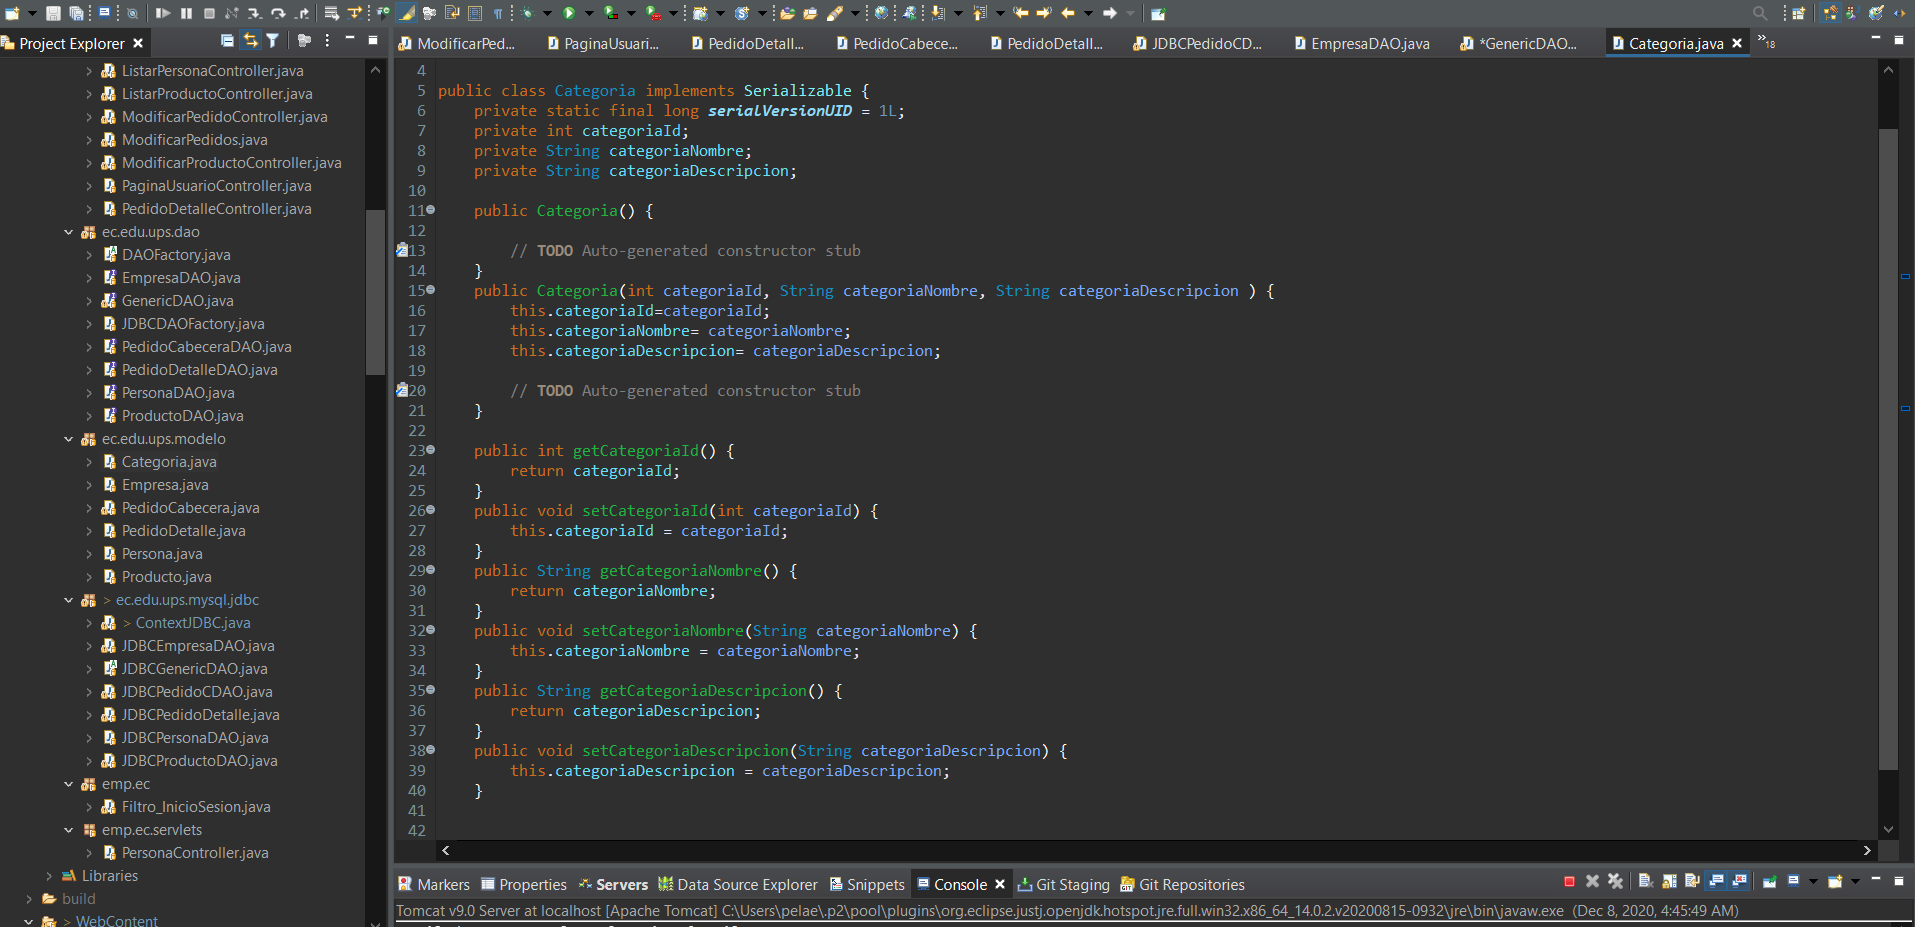 Project Explorer
ListarPersonaController.java
ListarProductoController.java
ModificarPedidoController.java
ModificarPedidos.java
ModificarProductoController.java
PaginaUsuarioController.java
PedidoDetalleController.java
ec.edu.ups.dao
DAOFactory.java
EmpresaDAO.java
GenericDAO.java
JDBCDAOFactory.java
PedidoCabeceraDAO.java
PedidoDetalleDAO.java
PersonaDAO.java
ProductoDAO.java
ec.edu.ups.modelo
Categoria.java
Empresa.java
PedidoCabecera.java
PedidoDetalle.java
Persona.java
Producto.java
> ec.edu.ups.mysql.jdbc
> ContextJDBC.java
JDBCEmpresaDAO.java
JDBCGenericDAO.java
JDBCPedidoCDAO.java
JDBCPedidoDetalle.java
JDBCPersonaDAO.java
JDBCProductoDAO.java
emp.ec
Filtro_InicioSesion.java
emp.ec.servlets
PersonaController.java
Libraries
build
> WebContent
ModificarPed... PaginaUsuari... PedidoDetall... PedidoCabece... PedidoDetall... JDBCPedidoCD... EmpresaDAO.java *GenericDAO... Categoria.java »18
4
5 public class Categoria implements Serializable {
6 private static final long serialVersionUID = 1L;
7 private int categoriaId;
8 private String categoriaNombre;
9 private String categoriaDescripcion;
10
11 public Categoria() {
12
13 // TODO Auto-generated constructor stub
14 }
15 public Categoria(int categoriaId, String categoriaNombre, String categoriaDescripcion ) {
16 this.categoriaId=categoriaId;
17 this.categoriaNombre= categoriaNombre;
18 this.categoriaDescripcion= categoriaDescripcion;
19
20 // TODO Auto-generated constructor stub
21 }
22
23 public int getCategoriaId() {
24 return categoriaId;
25 }
26 public void setCategoriaId(int categoriaId) {
27 this.categoriaId = categoriaId;
28 }
29 public String getCategoriaNombre() {
30 return categoriaNombre;
31 }
32 public void setCategoriaNombre(String categoriaNombre) {
33 this.categoriaNombre = categoriaNombre;
34 }
35 public String getCategoriaDescripcion() {
36 return categoriaDescripcion;
37 }
38 public void setCategoriaDescripcion(String categoriaDescripcion) {
39 this.categoriaDescripcion = categoriaDescripcion;
40 }
41
42
Markers Properties Servers Data Source Explorer Snippets Console Git Staging Git Repositories
Tomcat v9.0 Server at localhost [Apache Tomcat] C:\Users\pelae\.p2\pool\plugins\org.eclipse.justj.openjdk.hotspot.jre.full.win32.x86_64_14.0.2.v20200815-0932\jre\bin\javaw.exe (Dec 8, 2020, 4:45:49 AM)